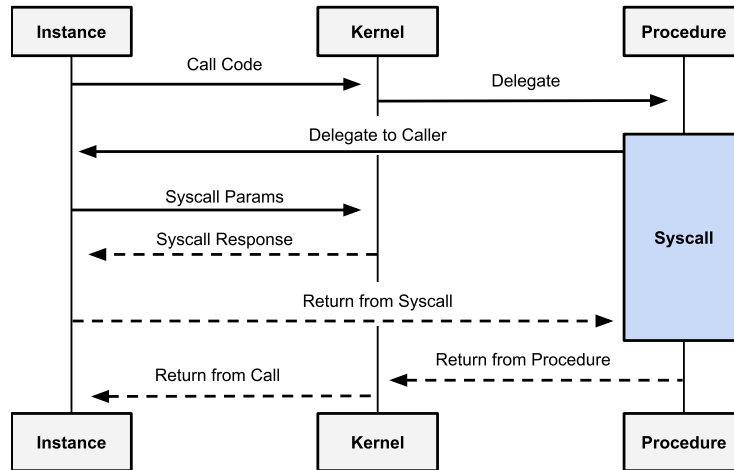 Instance
Kernel
Procedure
Call Code
Delegate
Delegate to Caller
Syscall Params
Syscall
Syscall Response
Return from Syscall
Return from Procedure
Return from Call
Instance
Kernel
Procedure